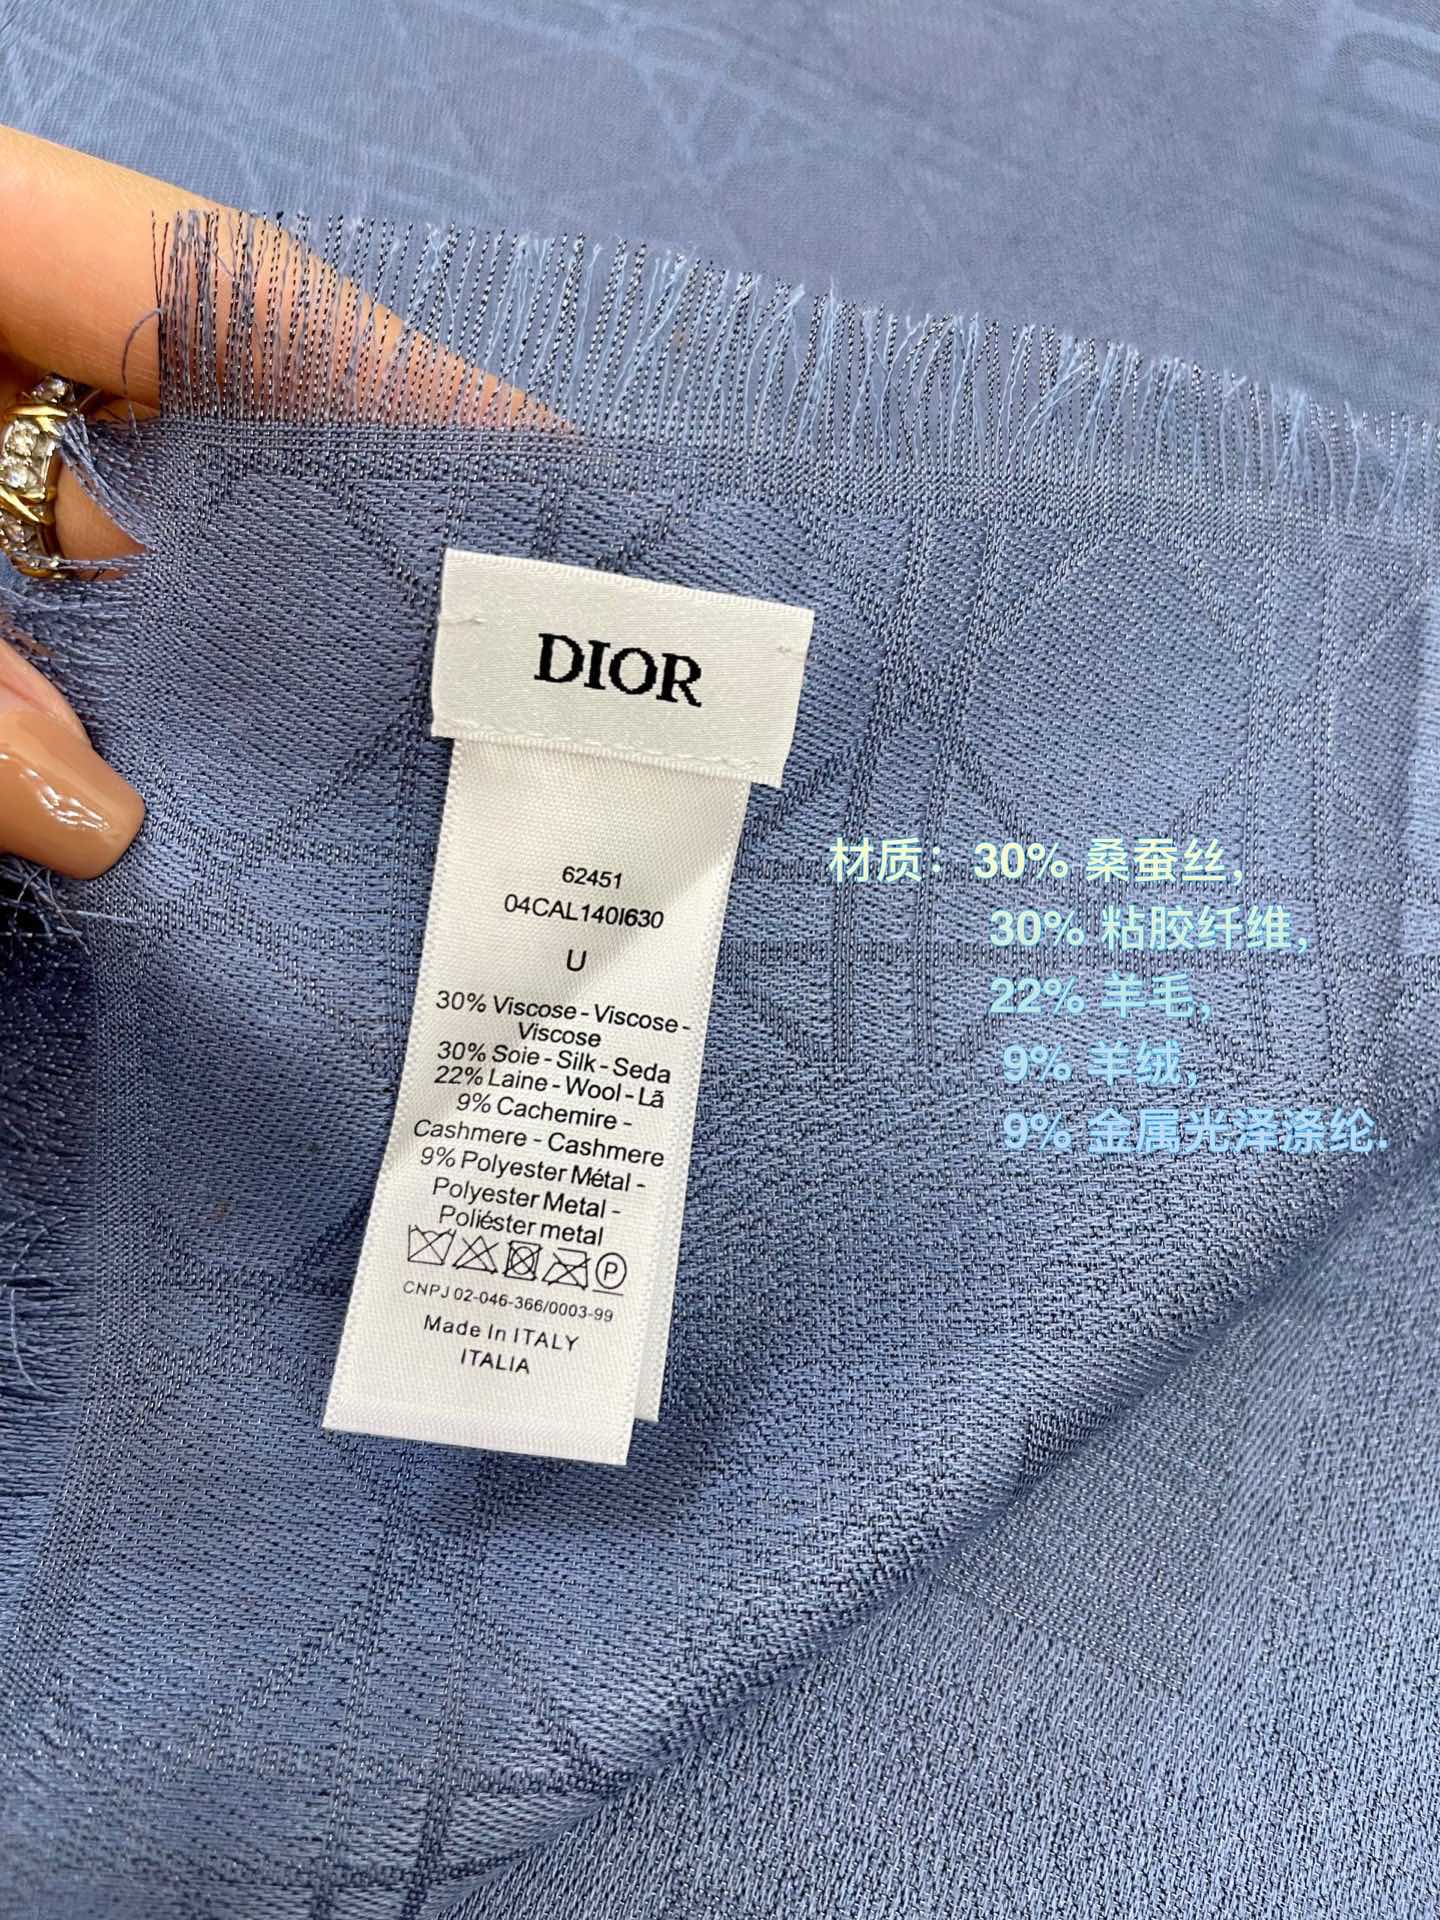 DIOR
62451
04CAL140I630
U
30% Viscose - Viscose -
Viscose
30% Soie - Silk - Seda
22% Laine - Wool - Lã
9% Cachemire -
Cashmere - Cashmere
9% Polyester Métal -
Polyester Metal -
Poliéster metal
P
CNPJ 02-046-366/0003-99
Made In ITALY
ITALIA
材质：30% 桑蚕丝,
30% 粘胶纤维,
22% 羊毛,
9% 羊绒,
9% 金属光泽涤纶.